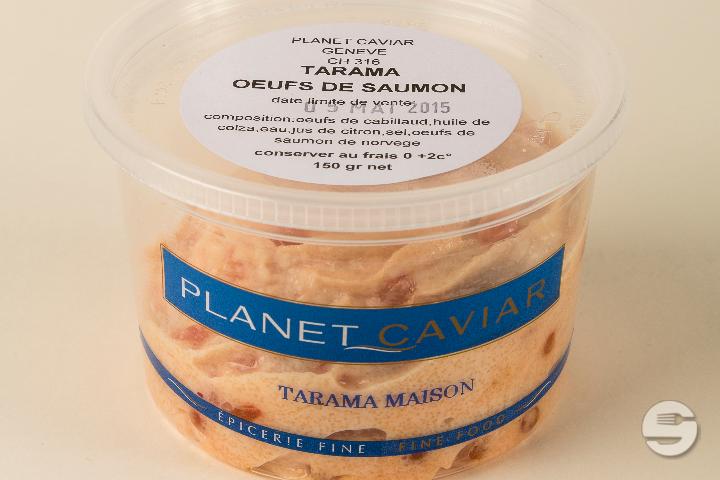 PLANET CAVIAR
GENEVE
CH 316
TARAMA
OEUFS DE SAUMON
date limite de vente:
05 MAI 2015
composition.oeufs de cabillaud,huile de
colza,eau,jus de citron,sel,oeufs de
saumon de norvege
conserver au frais 0 +2c°
150 gr net
PLANET CAVIAR
TARAMA MAISON
ÉPICERIE FINE FINE FOOD